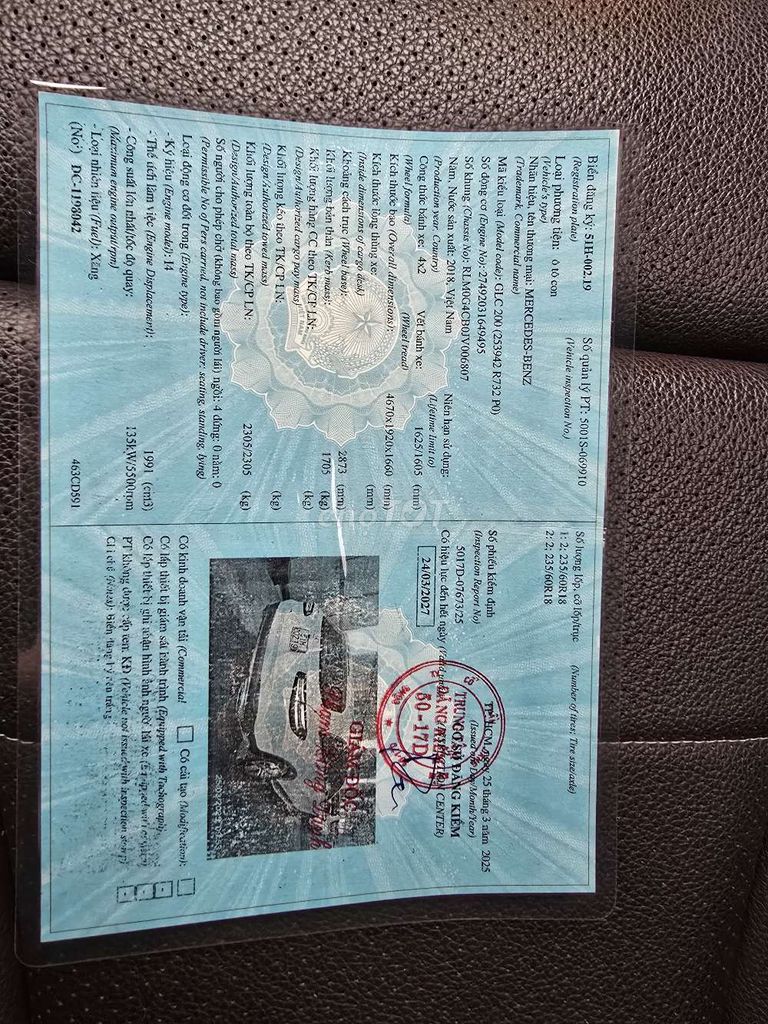 Biển đăng ký: 51H-002.19
(Registration plate)
Số quản lý PT: 5001S-069910
(Vehicle inspection No.)
Loại phương tiện: ô tô con
(Vehicle's type)
Nhãn hiệu, tên thương mại: MERCEDES-BENZ
(Trademark, Commercial name)
Mã kiểu loại (Model code): GLC 200 (253942 R732 P0)
Số động cơ (Engine No): 27492031649495
Số khung (Chassis No): RLM0G4CB0JV006807
Năm, Nước sản xuất: 2018, Việt Nam
(Production year, Country)
Niên hạn sử dụng:
(Lifetime limit to)
Công thức bánh xe: 4x2
(Wheel formula)
Vết bánh xe: 1625/1605 (mm)
(Wheel tread)
Kích thước bao (Overall dimensions): 4670x1920x1660 (mm)
Kích thước lòng thùng xe: (mm)
(Inside dimensions of cargo deck)
Khoảng cách trục (Wheel base): 2873 (mm)
Khối lượng bản thân (Kerb mass): 1705 (kg)
Khối lượng hàng CC theo TK/CP LN: (kg)
(Design/Authorized cargo pay mass)
Khối lượng kéo theo TK/CP LN: (kg)
(Design/Authorized towed mass)
Khối lượng toàn bộ theo TK/CP LN: 2305/2305 (kg)
(Design/Authorized total mass)
Số người cho phép chở (không bao gồm người lái) ngồi: 4 đứng: 0 nằm: 0
(Permissible No of Pers carried, not include driver: seating, standing, lying)
Loại động cơ đốt trong (Engine type):
- Ký hiệu (Engine model): I4
- Thể tích làm việc (Engine Displacement): 1991 (cm3)
- Công suất lớn nhất/tốc độ quay: 135kW/5500rpm
(Maximum engine output/rpm)
- Loại nhiên liệu (Fuel): Xăng
(No) DC-1198042
463CD591
Số lượng lốp, cỡ lốp/trục (Number of tires; Tire size/axle)
1: 2; 235/60R18
2: 2; 235/60R18
ngày 25 tháng 3 năm 2025
(Issued on: Day/Month/Year)
TRUNG TÂM ĐĂNG KIỂM
CENTER)
50-17D
Số phiếu kiểm định
(Inspection Report No)
5017D-07673/25
Có hiệu lực đến hết ngày
24/03/2027
GIÁM ĐỐC
Có kinh doanh vận tải (Commercial
Có cải tạo (Modification):
Có lắp thiết bị giám sát hành trình (Equipped with Tachograph)
Có lắp thiết bị ghi nhận hình ảnh người lái xe
PT không được cấp tem KĐ (Vehicle not issued with inspection stamp)
Ghi chú (Notes): Biển đăng ký nền trắng
chợ TỐT